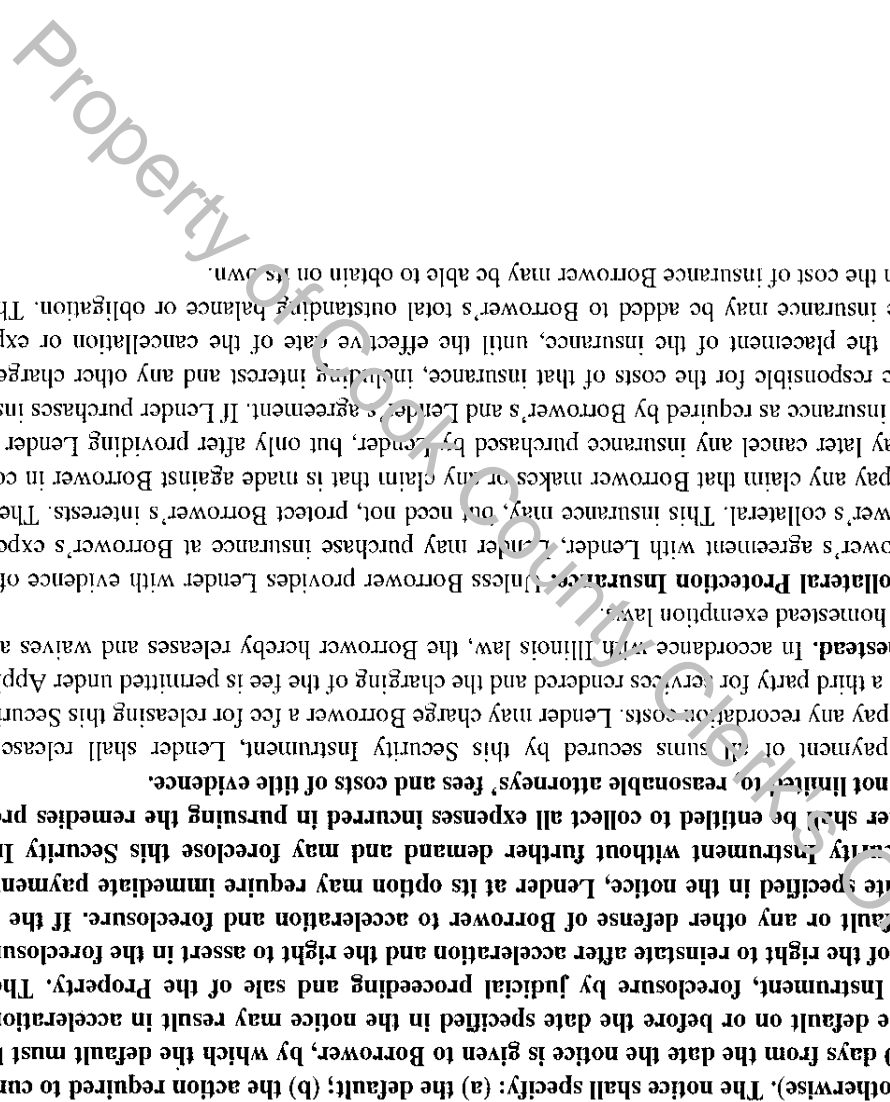 otherwise). The notice shall specify: (a) the default; (b) the action required to cur
0 days from the date the notice is given to Borrower, by which the default must
e default on or before the date specified in the notice may result in acceleration
Instrument, foreclosure by judicial proceeding and sale of the Property. The
of the right to reinstate after acceleration and the right to assert in the foreclosu
fault or any other defense of Borrower to acceleration and foreclosure. If the
ate specified in the notice, Lender at its option may require immediate paymen
curity Instrument without further demand and may foreclose this Security In
er shall be entitled to collect all expenses incurred in pursuing the remedies pr
not limited to, reasonable attorneys' fees and costs of title evidence.
payment of all sums secured by this Security Instrument, Lender shall release
pay any recordation costs. Lender may charge Borrower a fee for releasing this Securi
a third party for services rendered and the charging of the fee is permitted under Appl
mestead. In accordance with Illinois law, the Borrower hereby releases and waives a
homestead exemption laws.
ollateral Protection Insurance. Unless Borrower provides Lender with evidence of
ower's agreement with Lender, Lender may purchase insurance at Borrower's expe
wer's collateral. This insurance may, but need not, protect Borrower's interests. The
pay any claim that Borrower makes or any claim that is made against Borrower in co
ay later cancel any insurance purchased by Lender, but only after providing Lender
insurance as required by Borrower's and Lender's agreement. If Lender purchases ins
e responsible for the costs of that insurance, including interest and any other charge
the placement of the insurance, until the effective date of the cancellation or exp
e insurance may be added to Borrower's total outstanding balance or obligation. Th
n the cost of insurance Borrower may be able to obtain on its own.
Property of Cook County Clerk's O